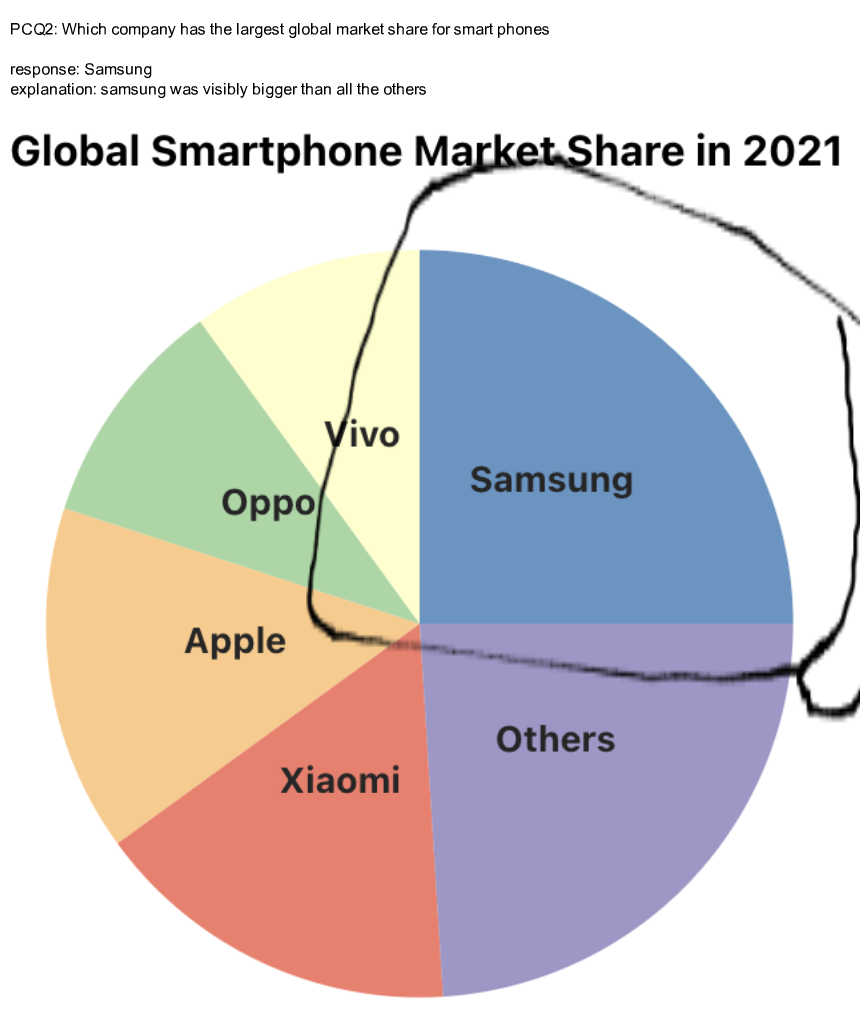 PCQ2: Which company has the largest global market share for smart phones
response: Samsung
explanation: samsung was visibly bigger than all the others
Global Smartphone Market Share in 2021
Vivo
Samsung
Oppo
Apple
Others
Xiaomi